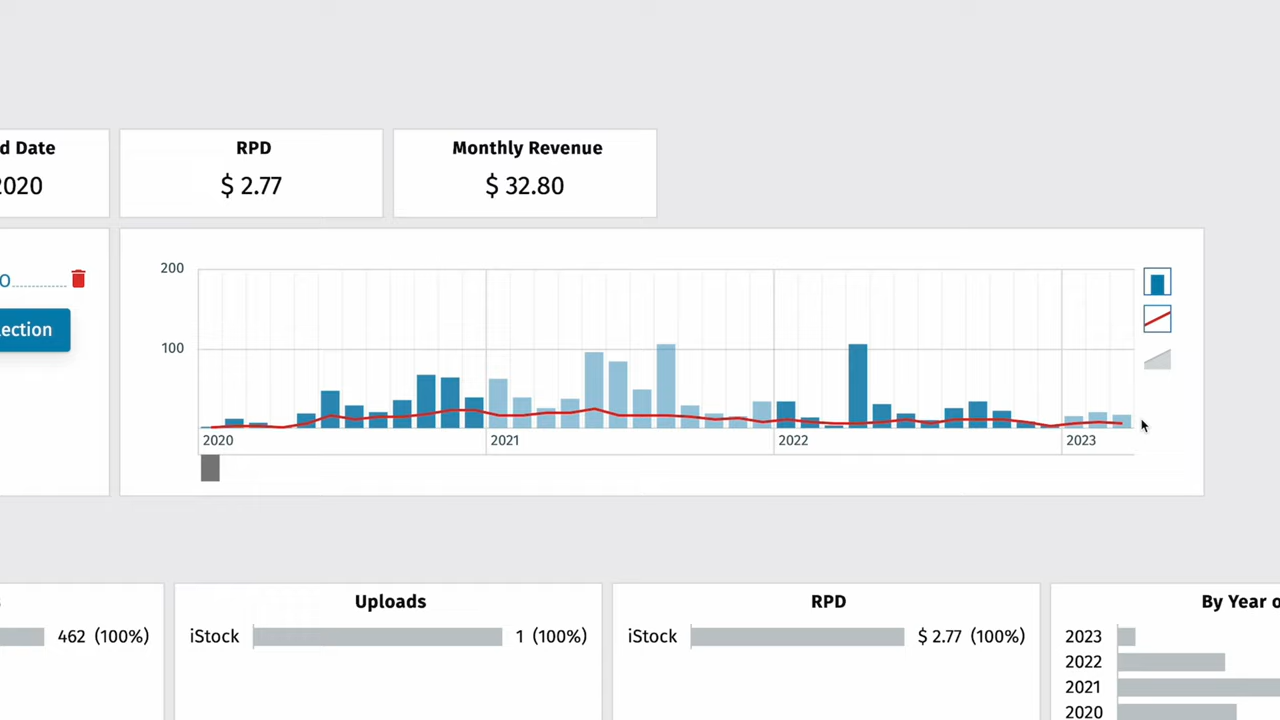 d Date
RPD
Monthly Revenue
2020
$ 2.77
$ 32.80
O
lection
200
100
2020
2021
2022
2023
Uploads
RPD
By Year o
462 (100%)
iStock
1 (100%)
iStock
$ 2.77 (100%)
2023
2022
2021
2020